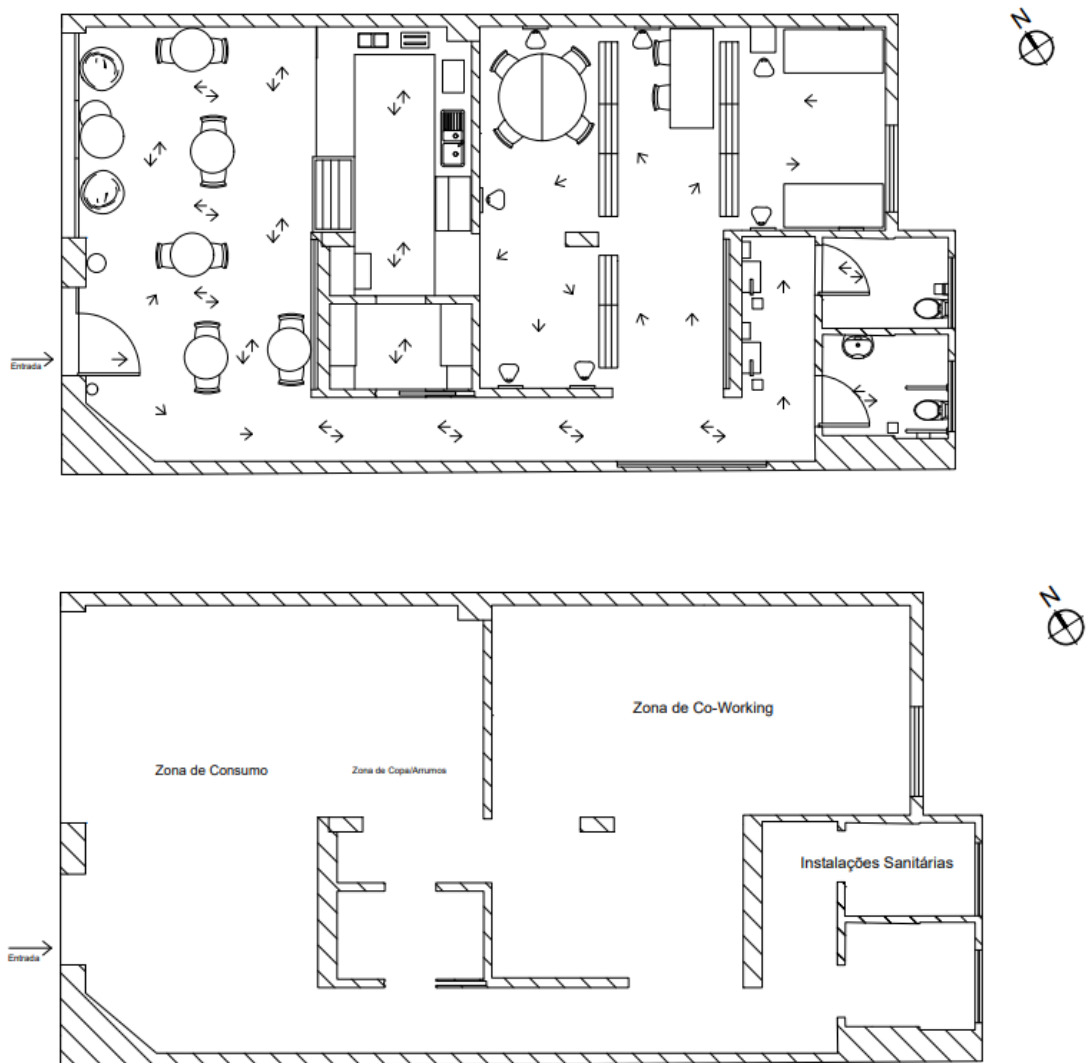 N
Entrada
N
Zona de Co-Working
Zona de Consumo
Zona de Copa/Arrumos
Instalações Sanitárias
Entrada